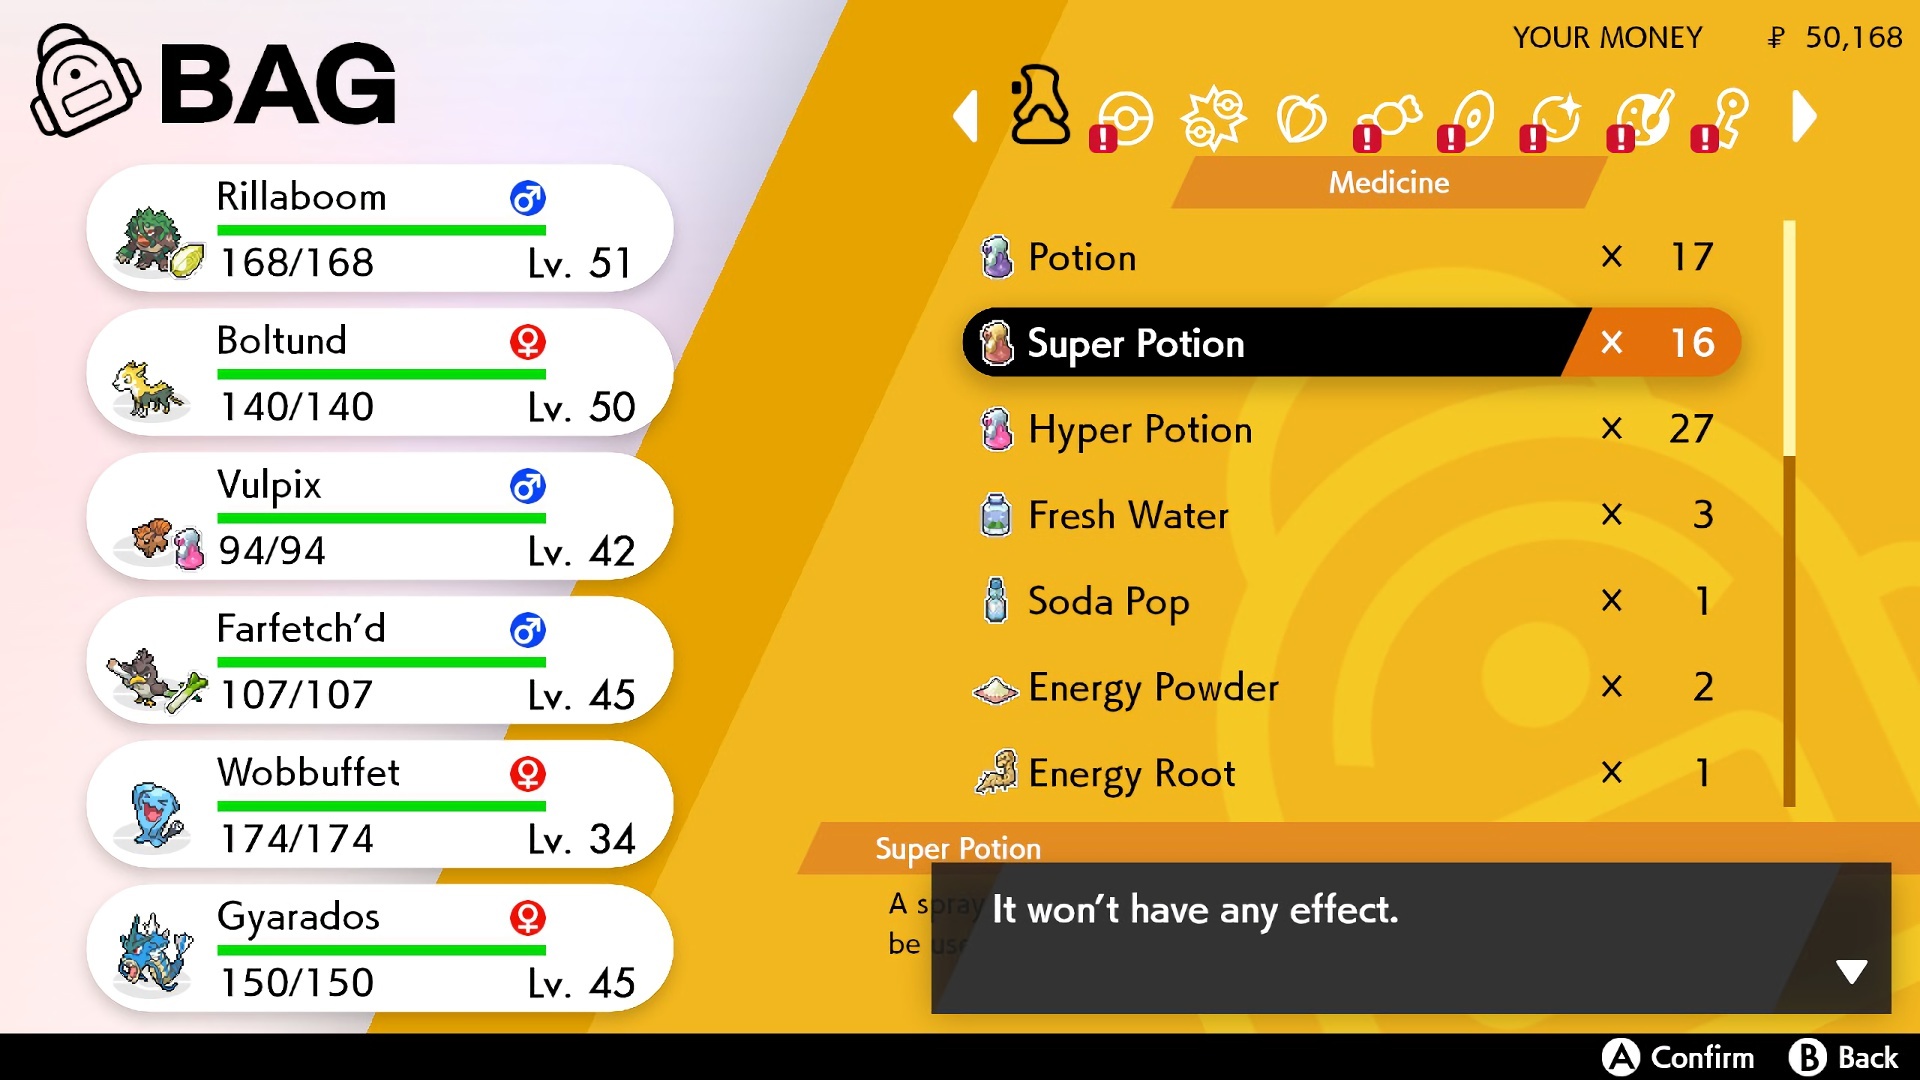 BAG
YOUR MONEY ₽ 50,168
Medicine
Rillaboom ♂
168/168 Lv. 51
Boltund ♀
140/140 Lv. 50
Vulpix ♂
94/94 Lv. 42
Farfetch’d ♂
107/107 Lv. 45
Wobbuffet ♀
174/174 Lv. 34
Gyarados ♀
150/150 Lv. 45
Potion × 17
Super Potion × 16
Hyper Potion × 27
Fresh Water × 3
Soda Pop × 1
Energy Powder × 2
Energy Root × 1
Super Potion
A spray
be use
It won’t have any effect.
A Confirm B Back